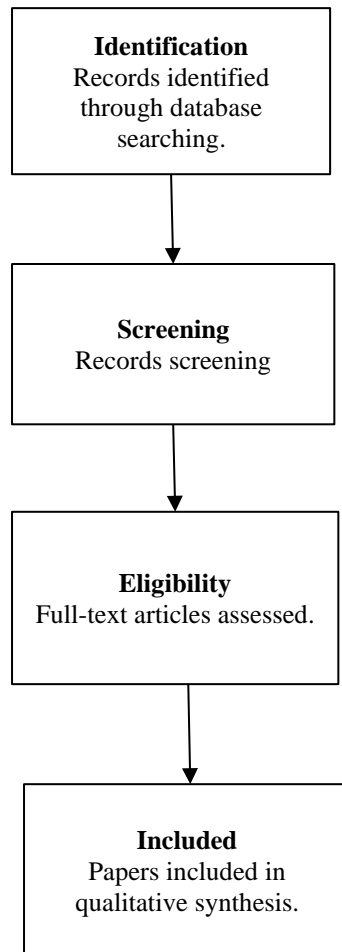 Identification
Records identified
through database
searching.
Screening
Records screening
Eligibility
Full-text articles assessed.
Included
Papers included in
qualitative synthesis.